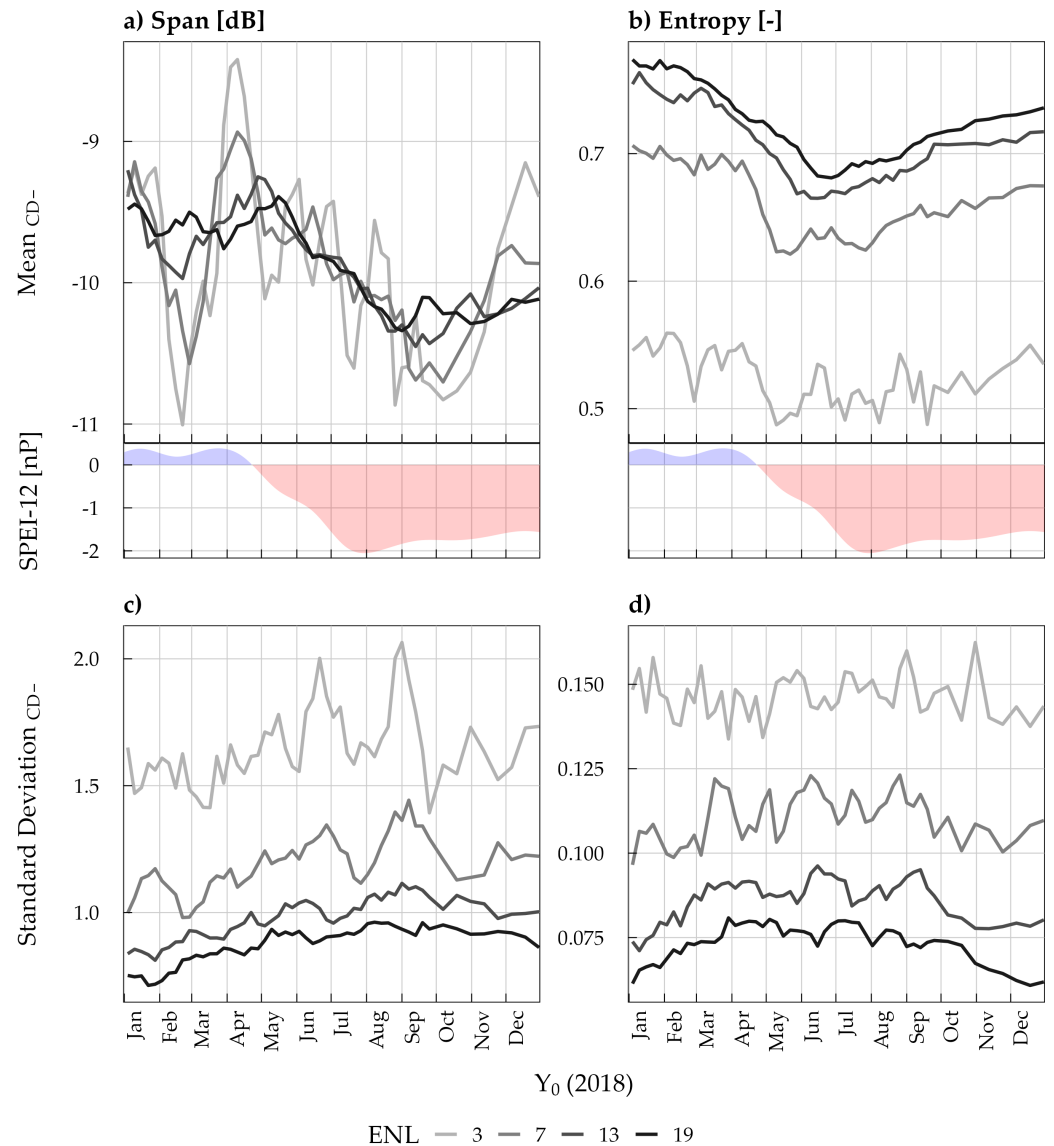 a) Span [dB]
b) Entropy [-]
Mean CD−
-9
-10
-11
0.7
0.6
0.5
SPEI-12 [nP]
0
-1
-2
c)
d)
Standard Deviation CD−
2.0
1.5
1.0
0.150
0.125
0.100
0.075
Jan Feb Mar Apr May Jun Jul Aug Sep Oct Nov Dec
Jan Feb Mar Apr May Jun Jul Aug Sep Oct Nov Dec
Y0 (2018)
ENL 3 7 13 19